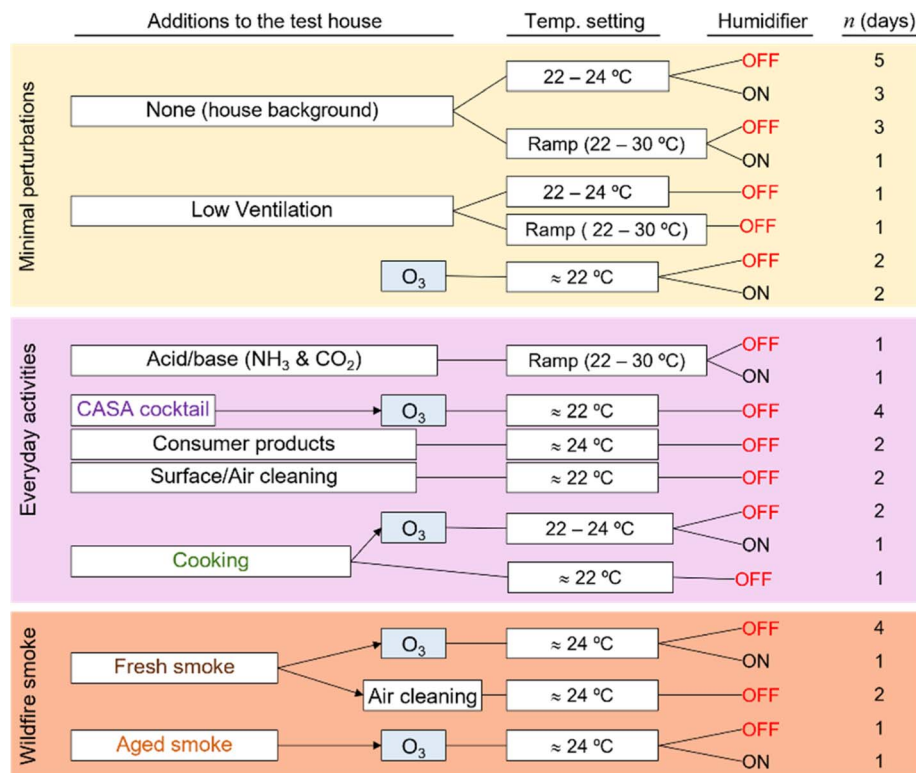 Additions to the test house Temp. setting Humidifier n (days)
Minimal perturbations
22 – 24 ºC OFF 5
None (house background) ON 3
Ramp (22 – 30 ºC) OFF 3
ON 1
Low Ventilation 22 – 24 ºC OFF 1
Ramp ( 22 – 30 ºC) OFF 1
O₃ ≈ 22 ºC OFF 2
ON 2
Everyday activities
Acid/base (NH₃ & CO₂) Ramp (22 – 30 ºC) OFF 1
ON 1
CASA cocktail O₃ ≈ 22 ºC OFF 4
Consumer products ≈ 24 ºC OFF 2
Surface/Air cleaning ≈ 22 ºC OFF 2
Cooking O₃ 22 – 24 ºC OFF 2
ON 1
≈ 22 ºC OFF 1
Wildfire smoke
Fresh smoke O₃ ≈ 24 ºC OFF 4
ON 1
Air cleaning ≈ 24 ºC OFF 2
Aged smoke O₃ ≈ 24 ºC OFF 1
ON 1